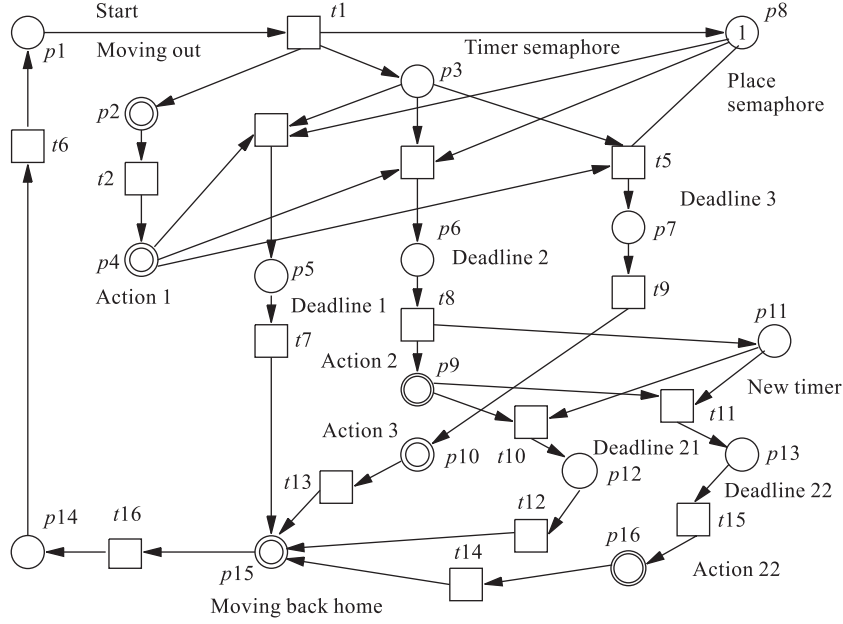 Start
t1
p8
1
p1
Moving out
Timer semaphore
p3
Place
semaphore
p2
t6
t2
t5
Deadline 3
p4
p6
p7
Deadline 2
Action 1
p5
t9
Deadline 1
t8
p11
t7
Action 2
p9
New timer
t11
Action 3
t10
Deadline 21
p10
p13
p12
t13
Deadline 22
t12
t15
p14
t16
p16
t14
p15
Action 22
Moving back home